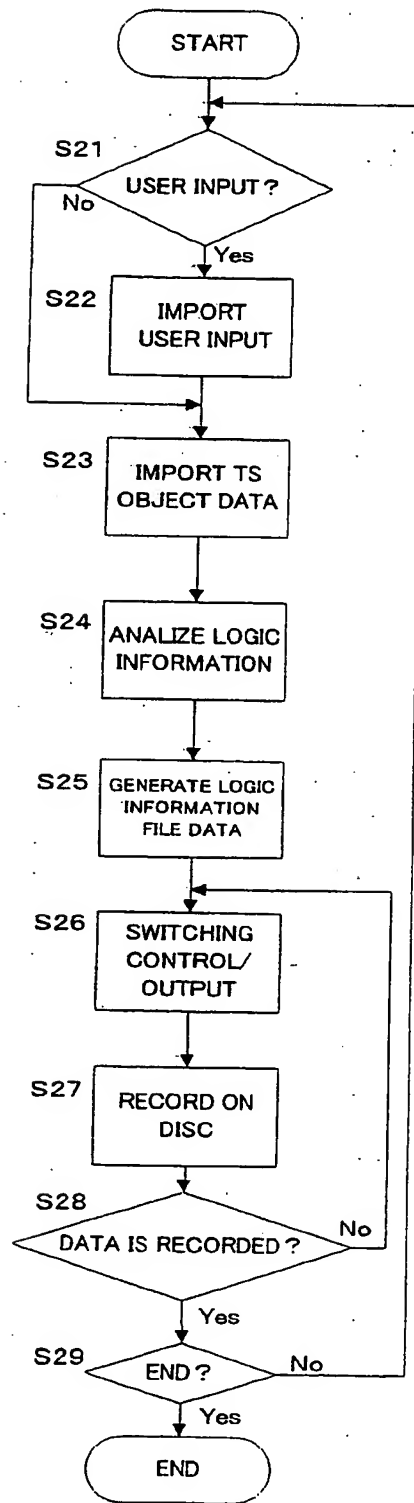 START
S21
USER INPUT?
No
Yes
S22
IMPORT
USER INPUT
S23
IMPORT TS
OBJECT DATA
S24
ANALIZE LOGIC
INFORMATION
S25
GENERATE LOGIC
INFORMATION
FILE DATA
S26
SWITCHING
CONTROL/
OUTPUT
S27
RECORD ON
DISC
S28
DATA IS RECORDED?
No
Yes
S29
END?
No
Yes
END